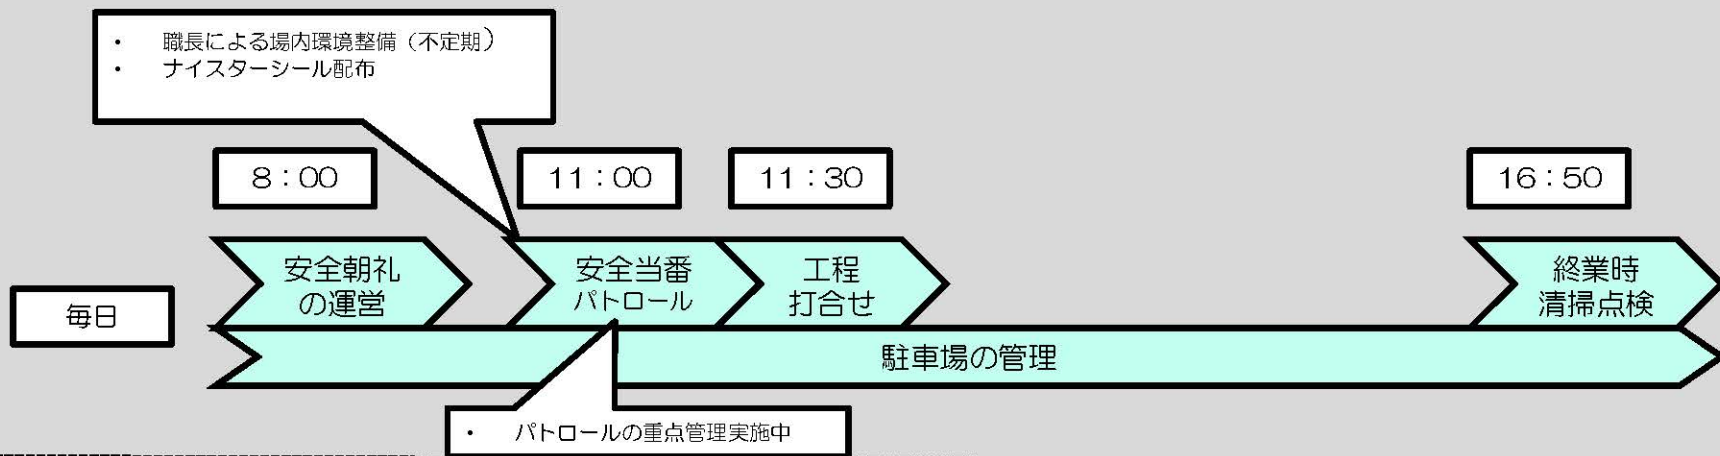 ・ 職長による場内環境整備（不定期）
・ ナイスターシール配布
8：00
11：00
11：30
16：50
毎日
安全朝礼
の運営
安全当番
パトロール
工程
打合せ
終業時
清掃点検
駐車場の管理
・ パトロールの重点管理実施中